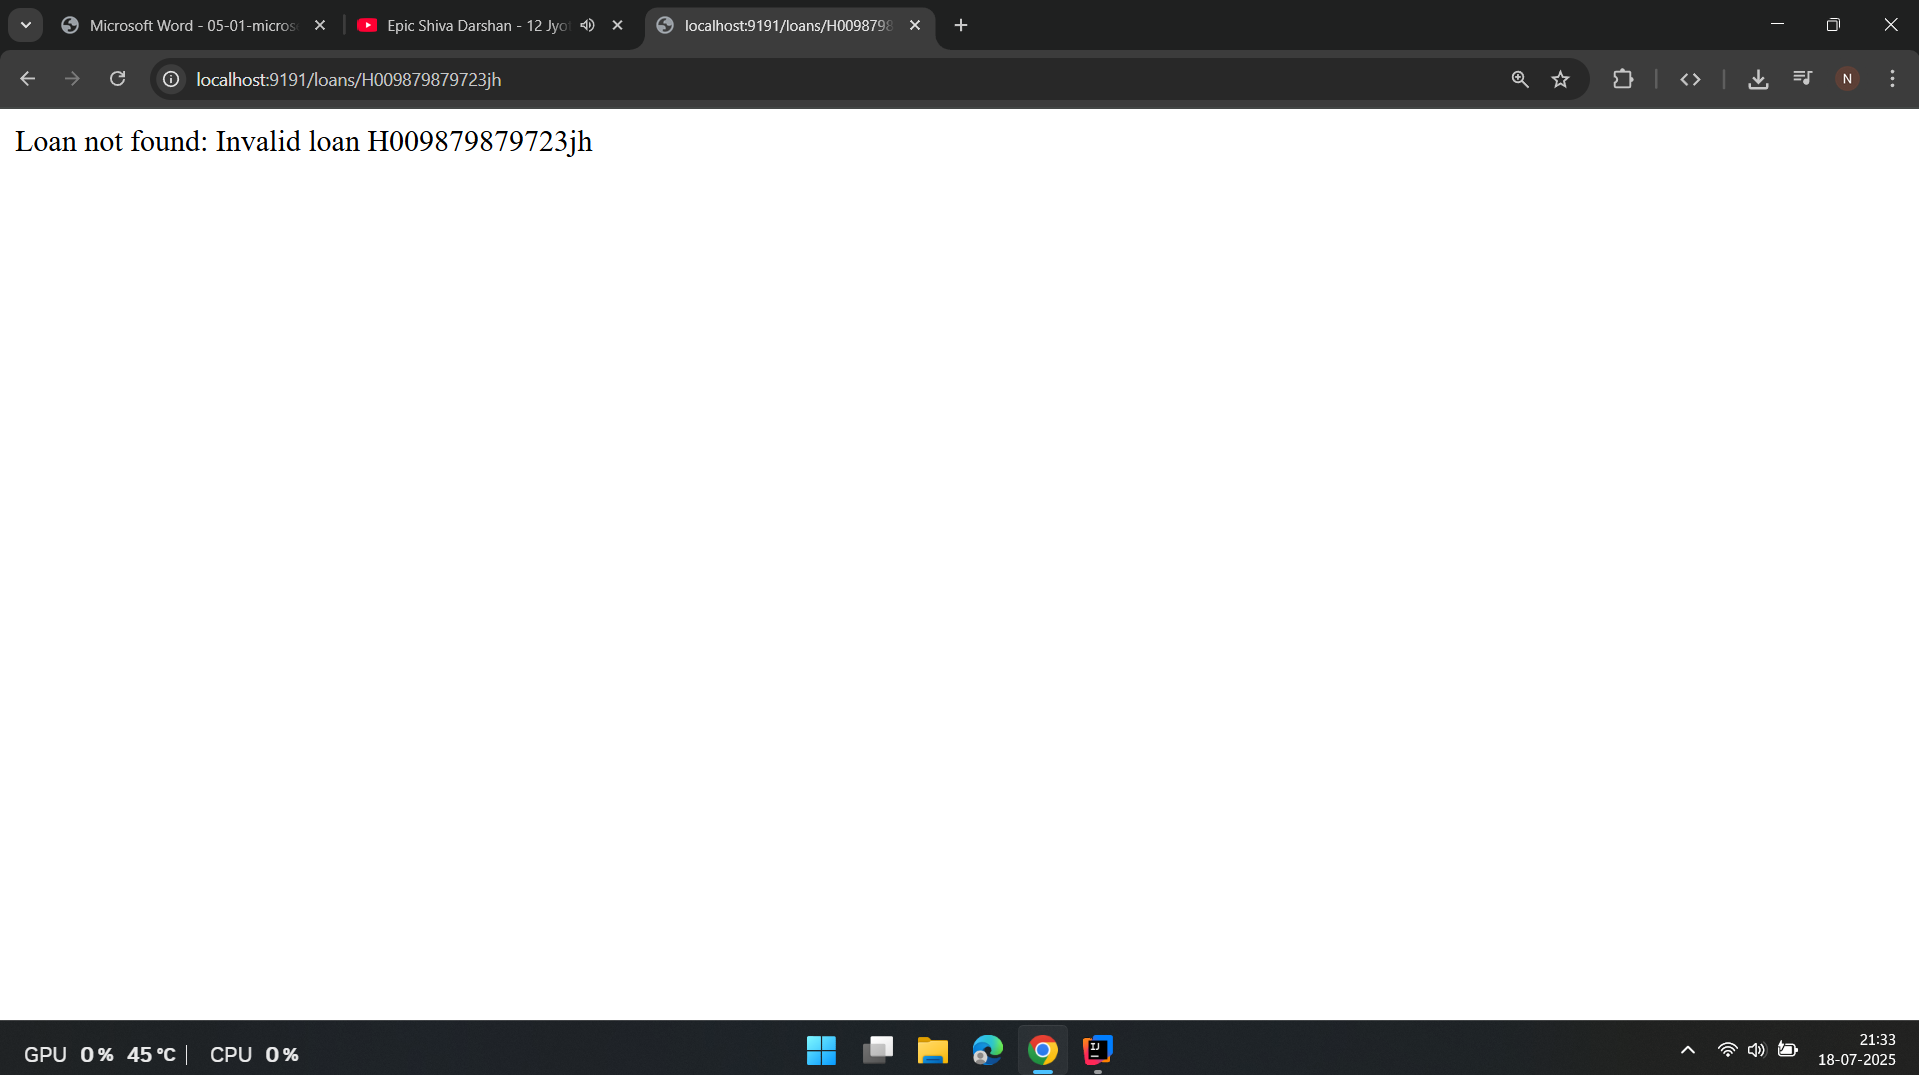 Microsoft Word - 05-01-micros
Epic Shiva Darshan - 12 Jyo
localhost:9191/loans/H0098798
localhost:9191/loans/H009879879723jh
N
Loan not found: Invalid loan H009879879723jh
GPU 0% 45°C | CPU 0%
IJ
21:33
18-07-2025